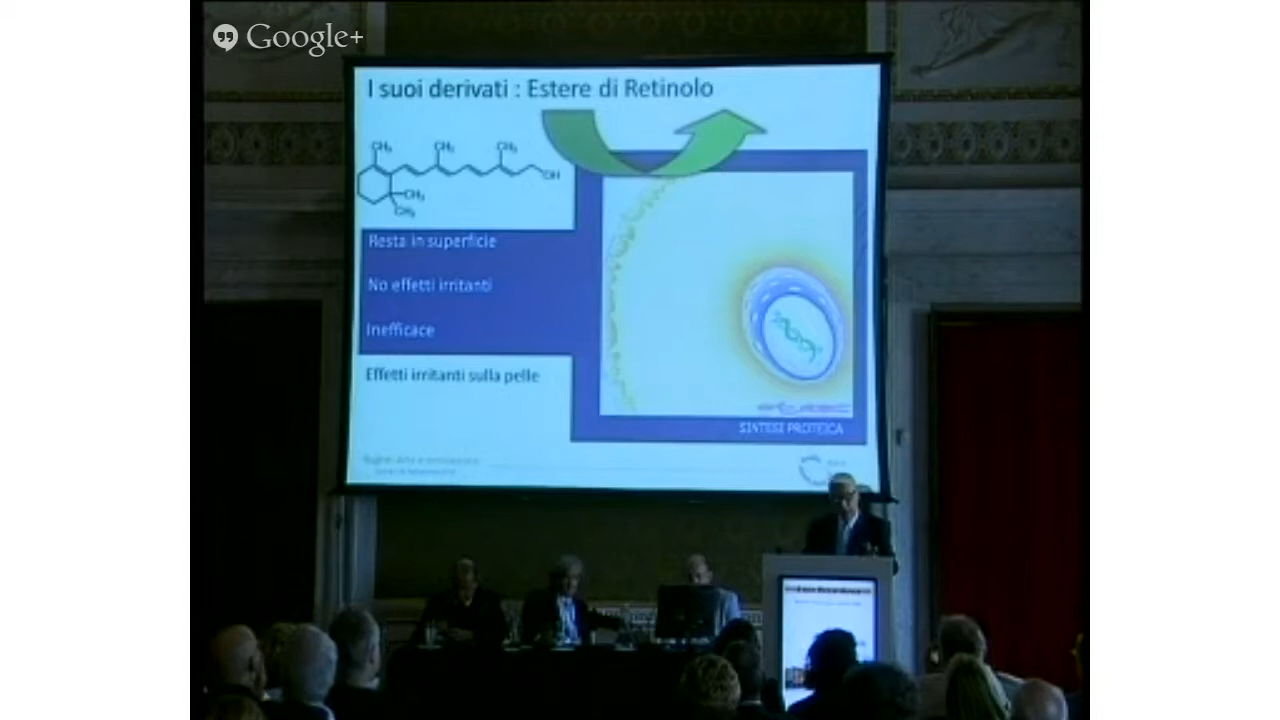 Google+
I suoi derivati : Estere di Retinolo
CH₃ CH₃ CH₃
OH
CH₃
CH₃
Resta in superficie
No effetti irritanti
Inefficace
Effetti irritanti sulla pelle
SINTESI PROTEICA